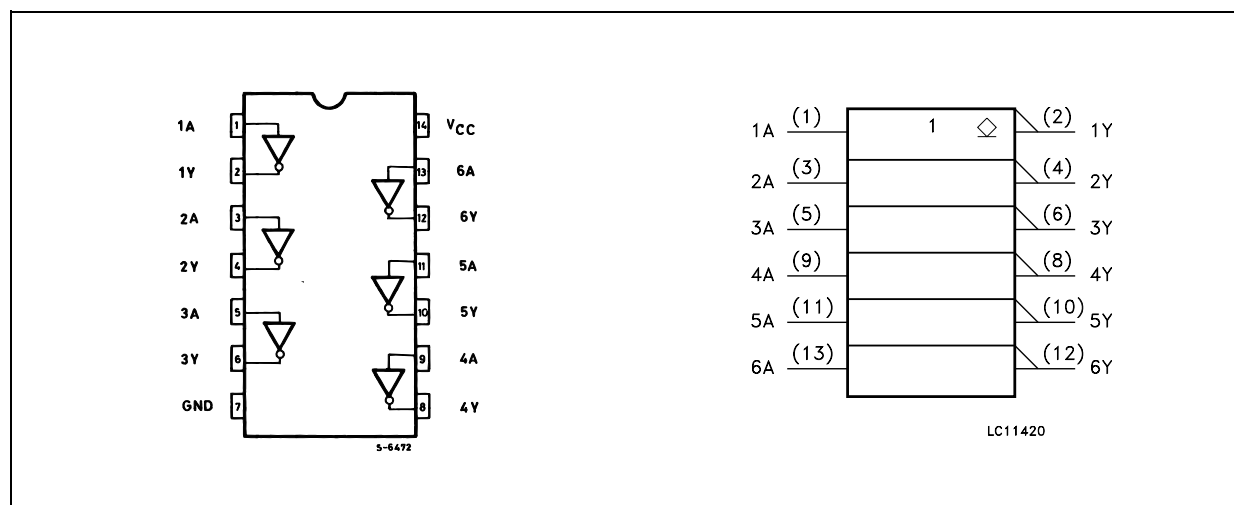 1A 1 14 VCC
1Y 2 13 6A
2A 3 12 6Y
2Y 4 11 5A
3A 5 10 5Y
3Y 6 9 4A
GND 7 8 4Y
S-6472
1 
1A (1) (2) 1Y
2A (3) (4) 2Y
3A (5) (6) 3Y
4A (9) (8) 4Y
5A (11) (10) 5Y
6A (13) (12) 6Y
LC11420